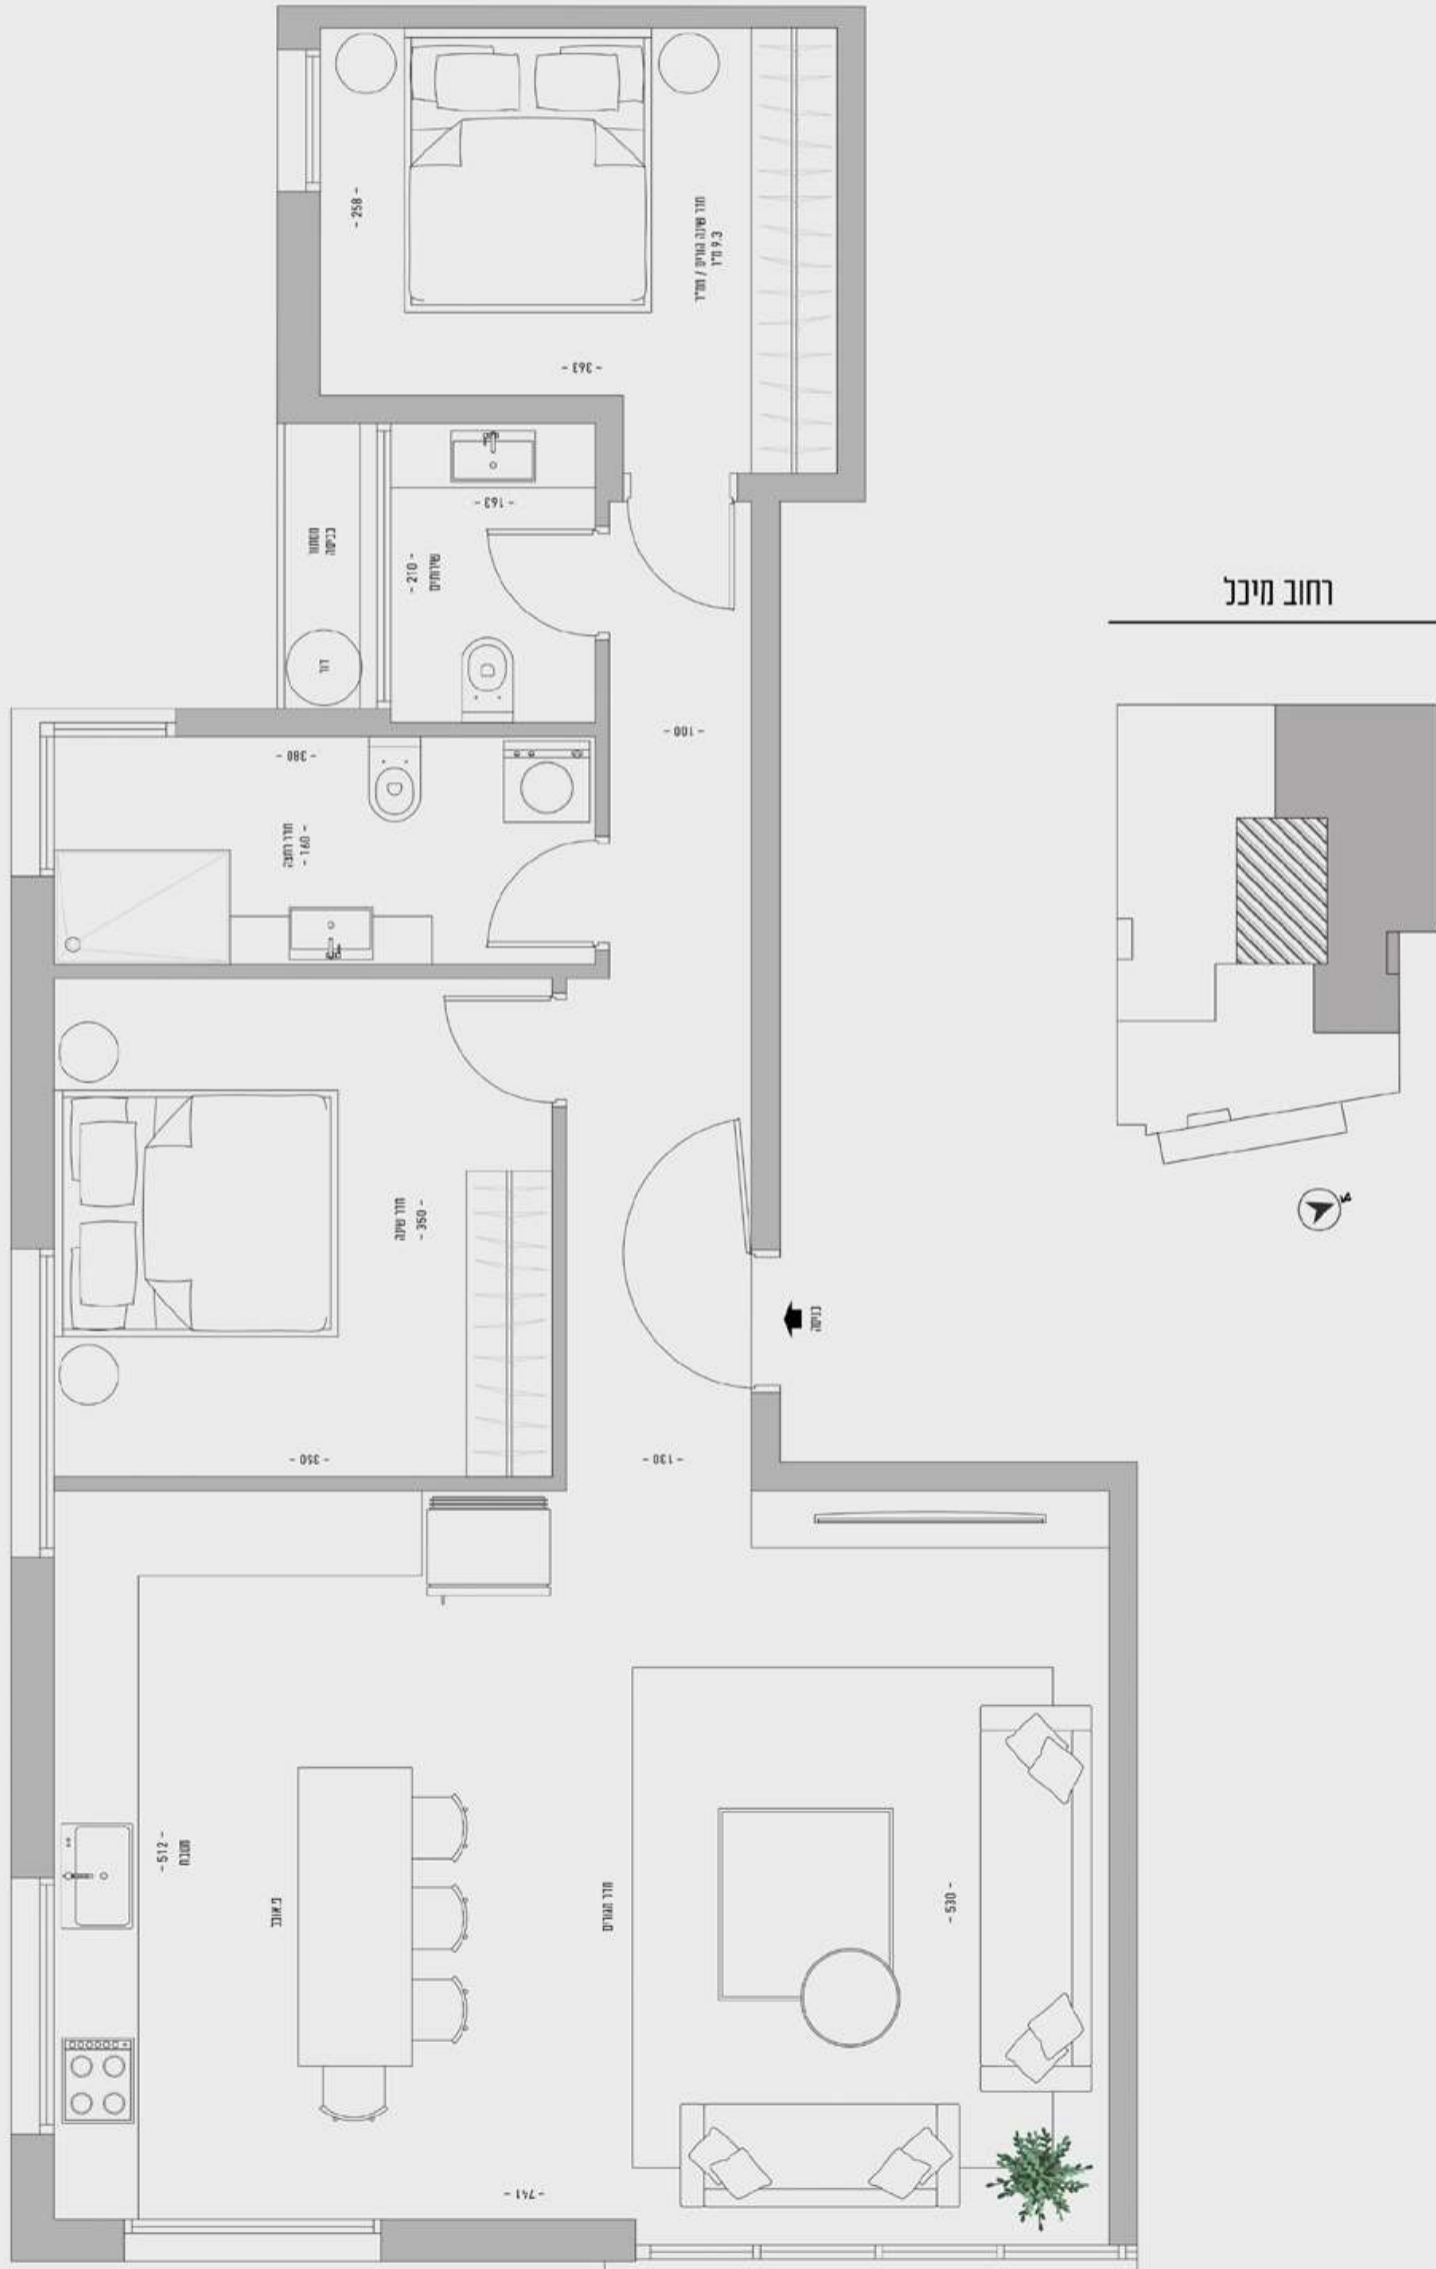 - 258 -
חדר שינה הורים / ממ"ד
9.3 מ"ר
- 363 -
- 163 -
כביסה
מסתור
- 210 -
שירותים
דוד
רחוב מיכל
- 100 -
- 380 -
חדר רחצה
- 160 -
חדר שינה
- 350 -
כניסה
- 350 -
- 130 -
- 512 -
מטבח
פ.אוכל
חדר מגורים
- 530 -
- 741 -